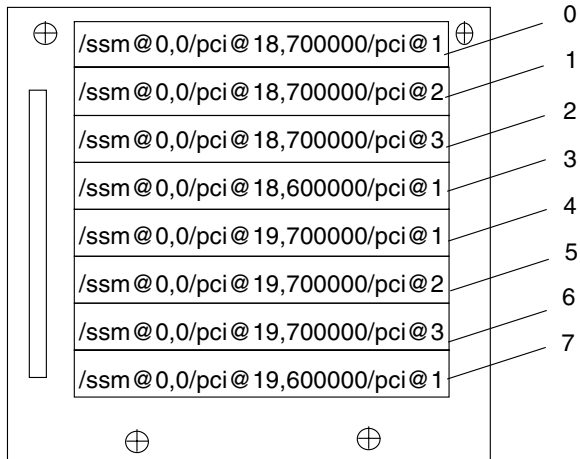 /ssm@0,0/pci@18,700000/pci@1 0
/ssm@0,0/pci@18,700000/pci@2 1
/ssm@0,0/pci@18,700000/pci@3 2
/ssm@0,0/pci@18,600000/pci@1 3
/ssm@0,0/pci@19,700000/pci@1 4
/ssm@0,0/pci@19,700000/pci@2 5
/ssm@0,0/pci@19,700000/pci@3 6
/ssm@0,0/pci@19,600000/pci@1 7